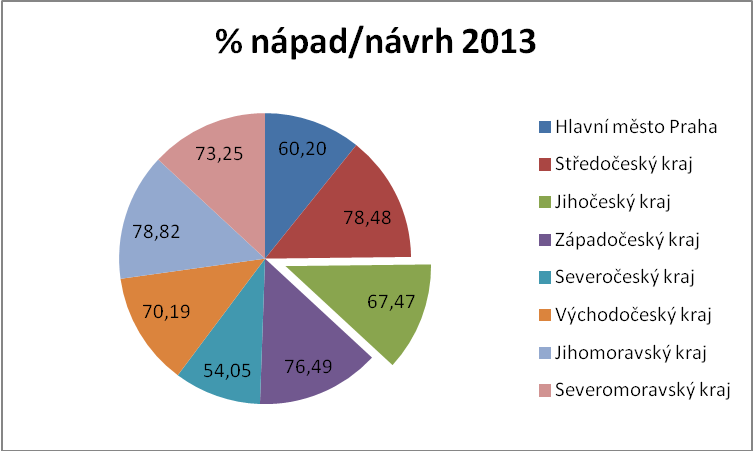 % nápad/návrh 2013
60,20
78,48
67,47
76,49
54,05
70,19
78,82
73,25
Hlavní město Praha
Středočeský kraj
Jihočeský kraj
Západočeský kraj
Severočeský kraj
Východočeský kraj
Jihomoravský kraj
Severomoravský kraj